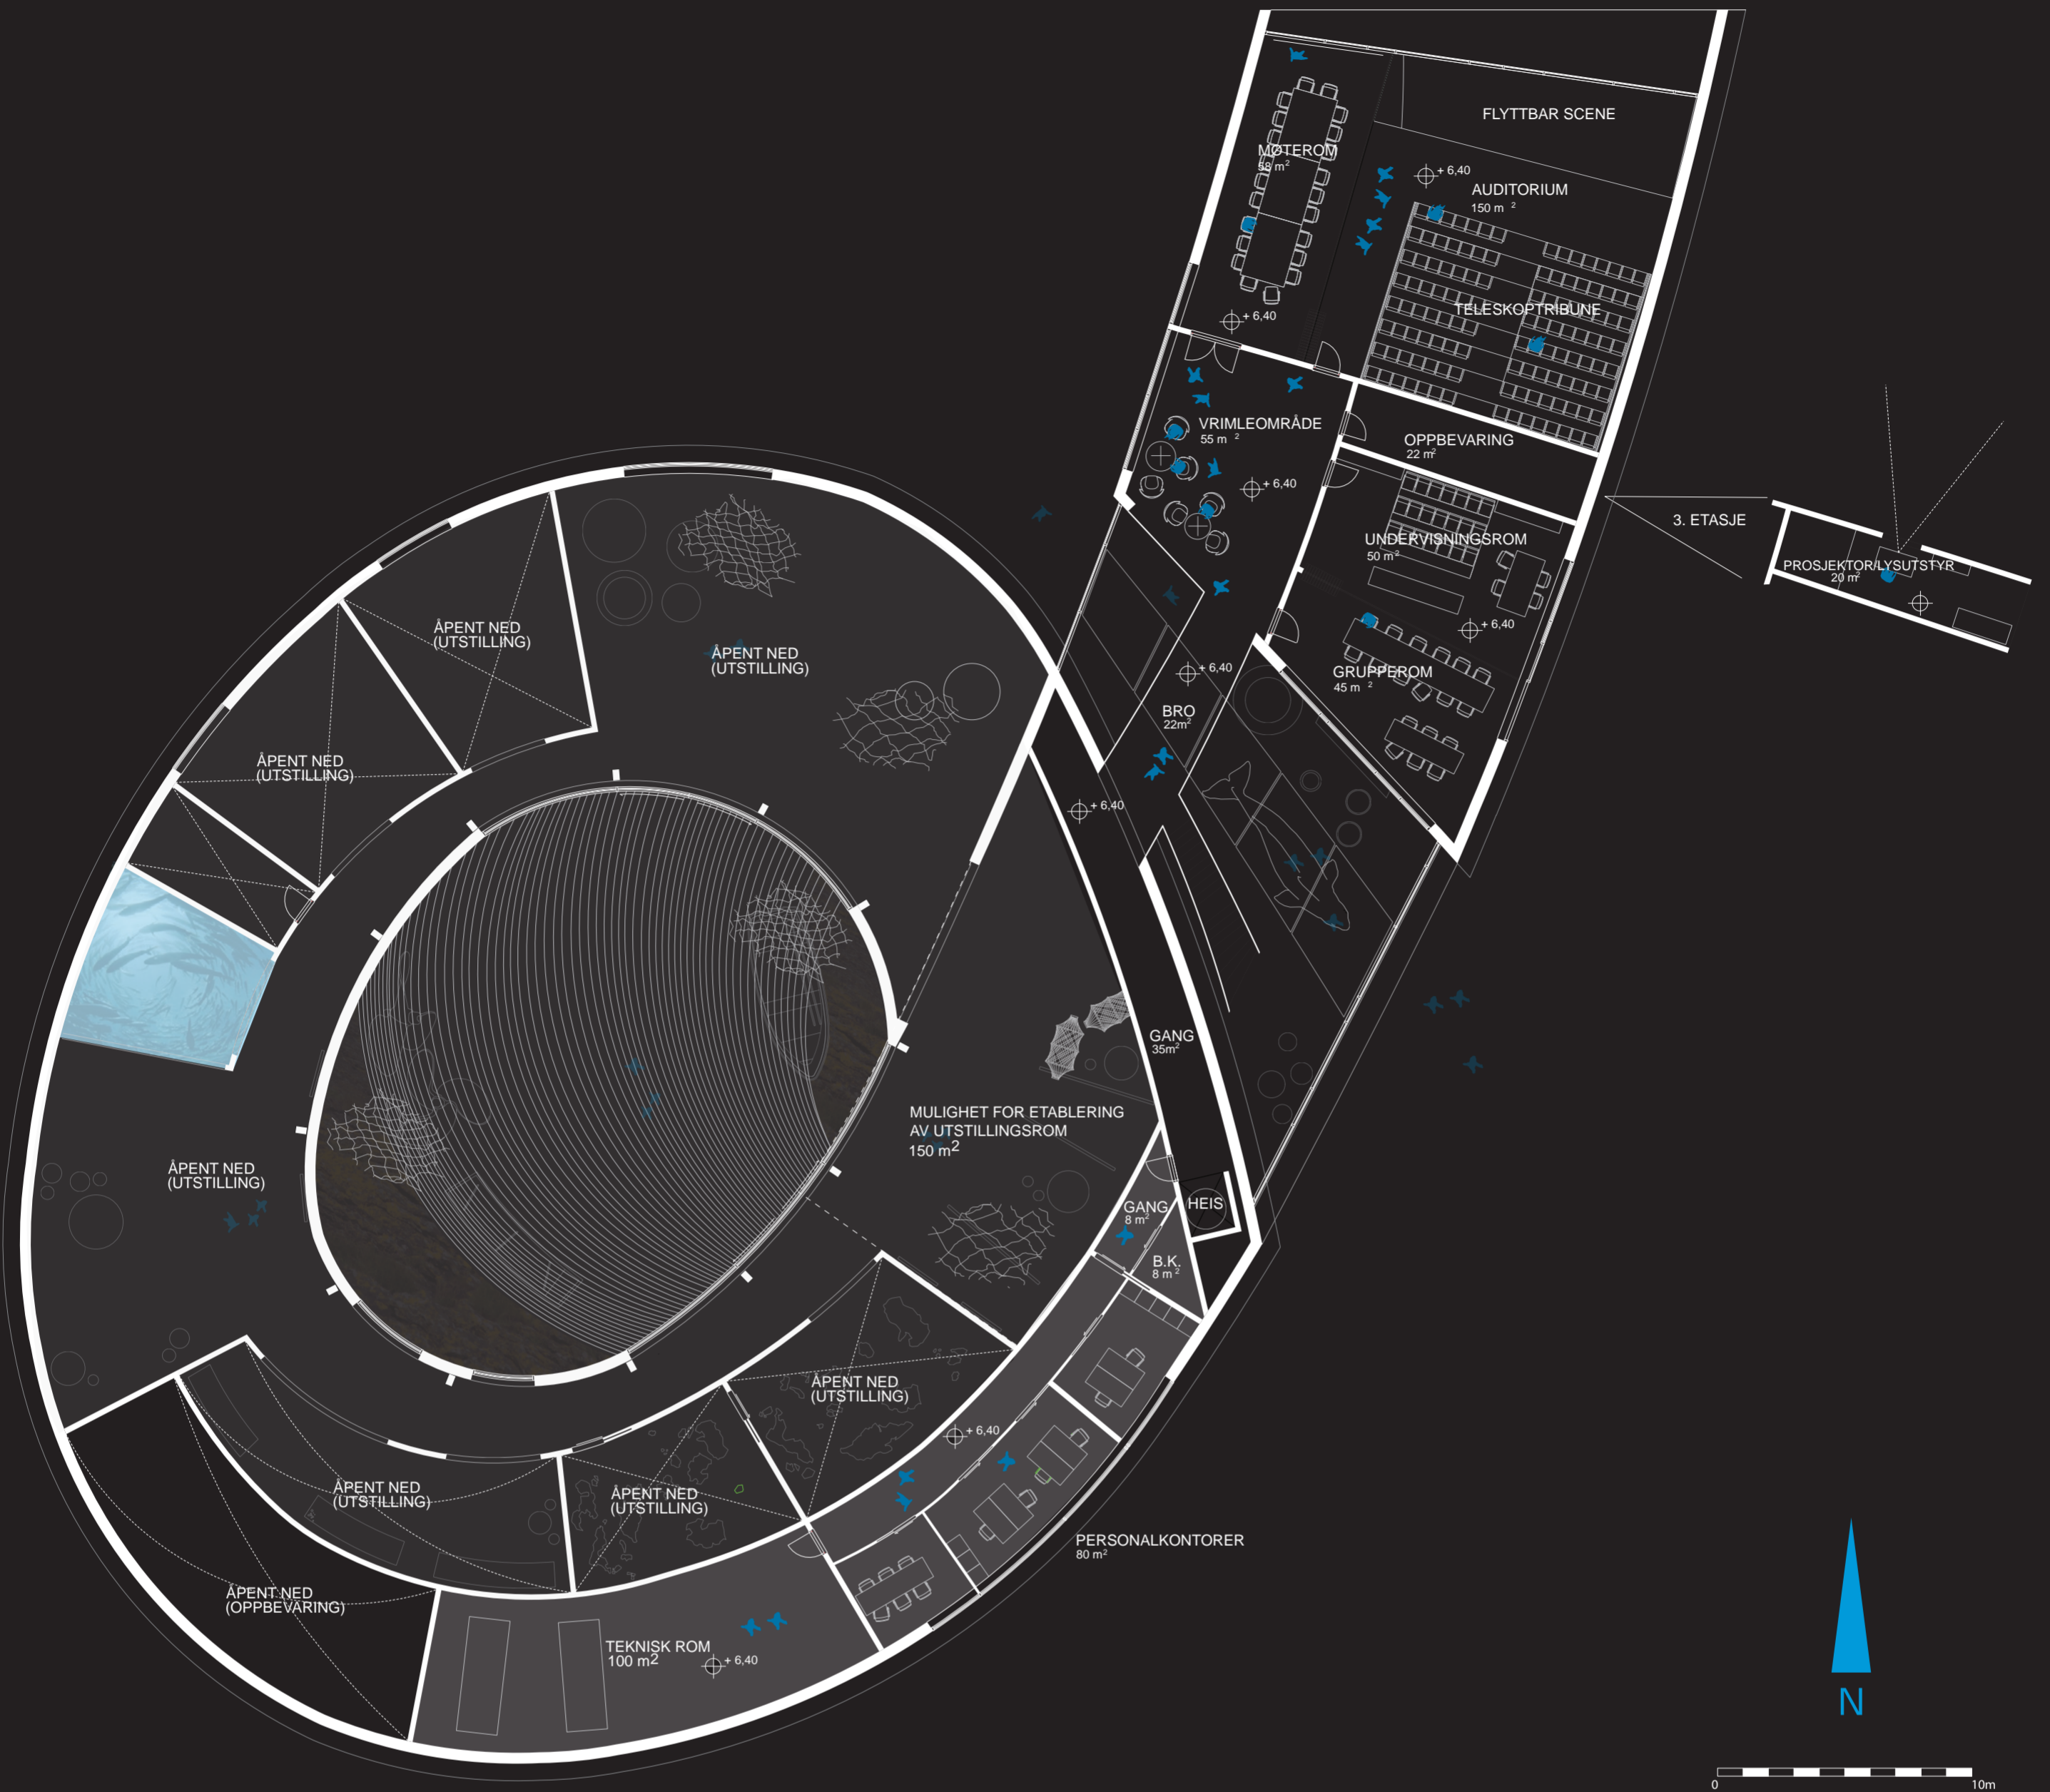 FLYTTBAR SCENE
MØTEROM
58 m²
+ 6,40
AUDITORIUM
150 m ²
TELESKOPTRIBUNE
+ 6,40
VRIMLEOMRÅDE
55 m ²
OPPBEVARING
22 m²
+ 6,40
3. ETASJE
UNDERVISNINGSROM
50 m²
PROSJEKTOR/LYSUTSTYR
20 m²
+ 6,40
ÅPENT NED
(UTSTILLING)
ÅPENT NED
(UTSTILLING)
+ 6,40
GRUPPEROM
45 m ²
BRO
22m²
ÅPENT NED
(UTSTILLING)
+ 6,40
GANG
35m²
MULIGHET FOR ETABLERING
AV UTSTILLINGSROM
150 m²
ÅPENT NED
(UTSTILLING)
GANG
8 m²
HEIS
B.K.
8 m ²
ÅPENT NED
(UTSTILLING)
+ 6,40
ÅPENT NED
(UTSTILLING)
ÅPENT NED
(UTSTILLING)
PERSONALKONTORER
80 m²
ÅPENT NED
(OPPBEVARING)
TEKNISK ROM
100 m²
+ 6,40
N
0
10m